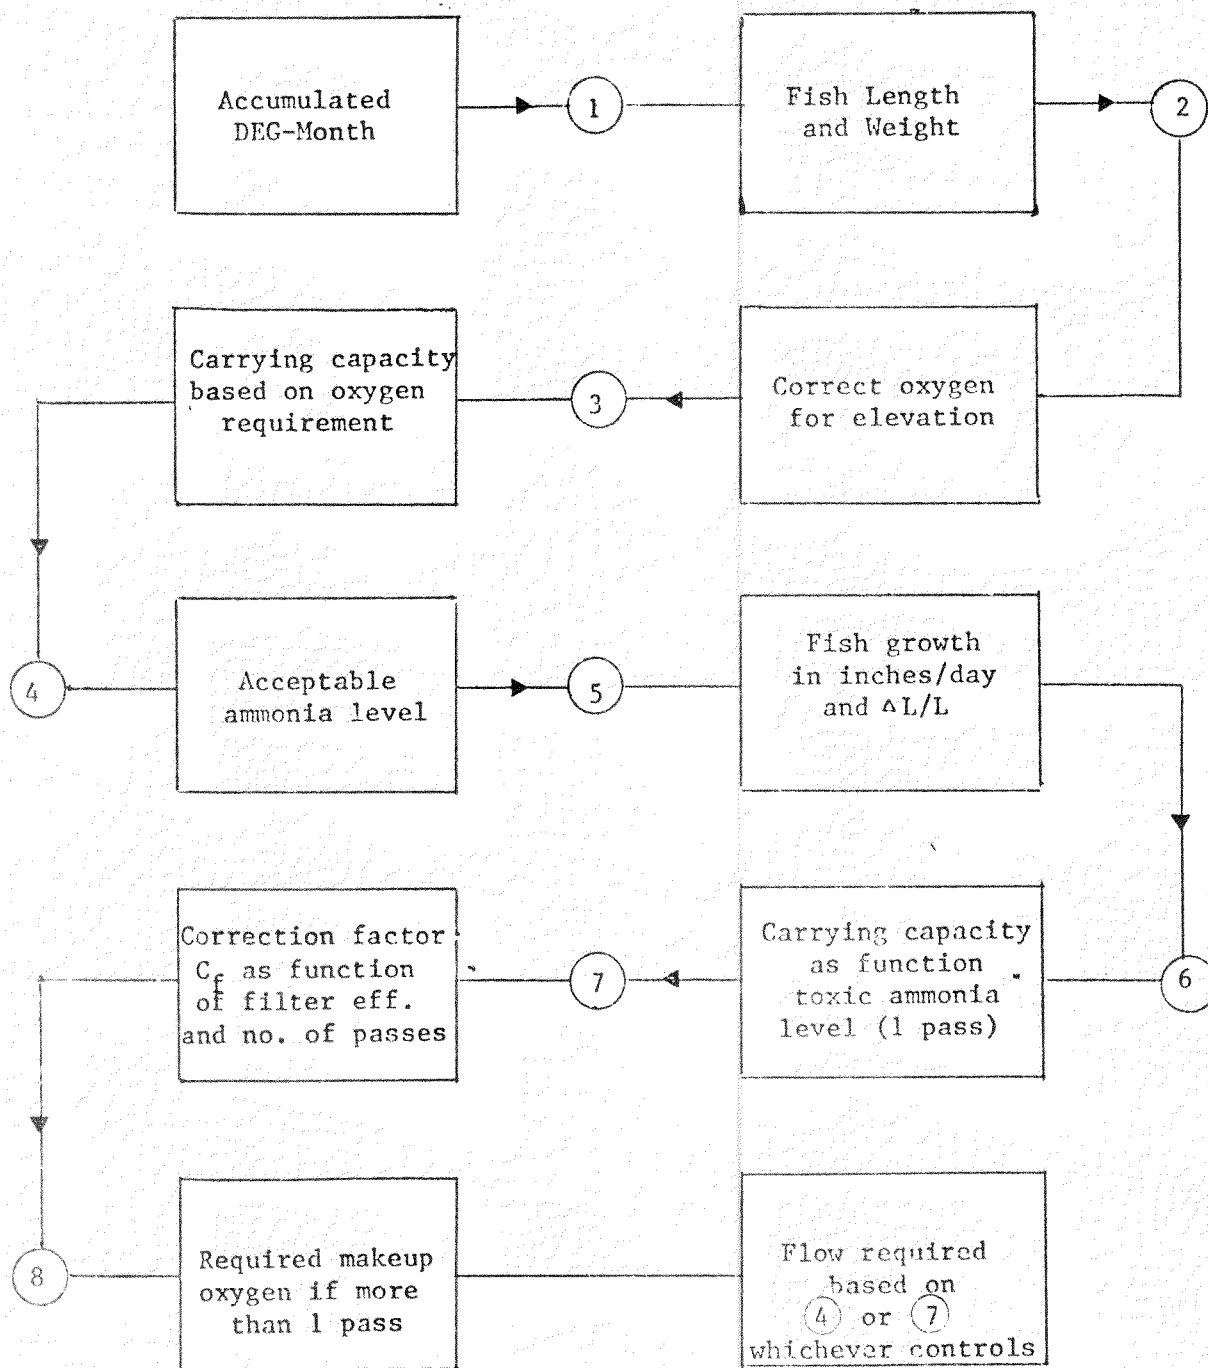 Accumulated
DEG-Month
1
Fish Length
and Weight
2
Correct oxygen
for elevation
3
Carrying capacity
based on oxygen
requirement
4
Acceptable
ammonia level
5
Fish growth
in inches/day
and ΔL/L
6
Carrying capacity
as function
toxic ammonia
level (1 pass)
7
Correction factor
Cf as function
of filter eff.
and no. of passes
8
Required makeup
oxygen if more
than 1 pass
Flow required
based on
4 or 7
whichever controls